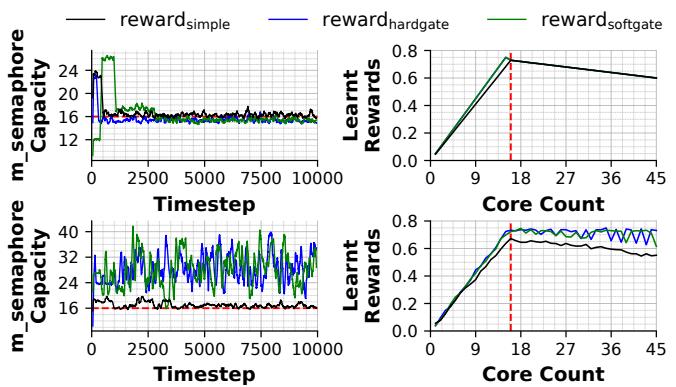 reward_simple reward_hardgate reward_softgate
m_semaphore
Capacity
24
20
16
12
0 2500 5000 7500 10000
Timestep
Learnt
Rewards
0.8
0.6
0.4
0.2
0.0
0 9 18 27 36 45
Core Count
m_semaphore
Capacity
40
32
24
16
0 2500 5000 7500 10000
Timestep
Learnt
Rewards
0.8
0.6
0.4
0.2
0.0
0 9 18 27 36 45
Core Count